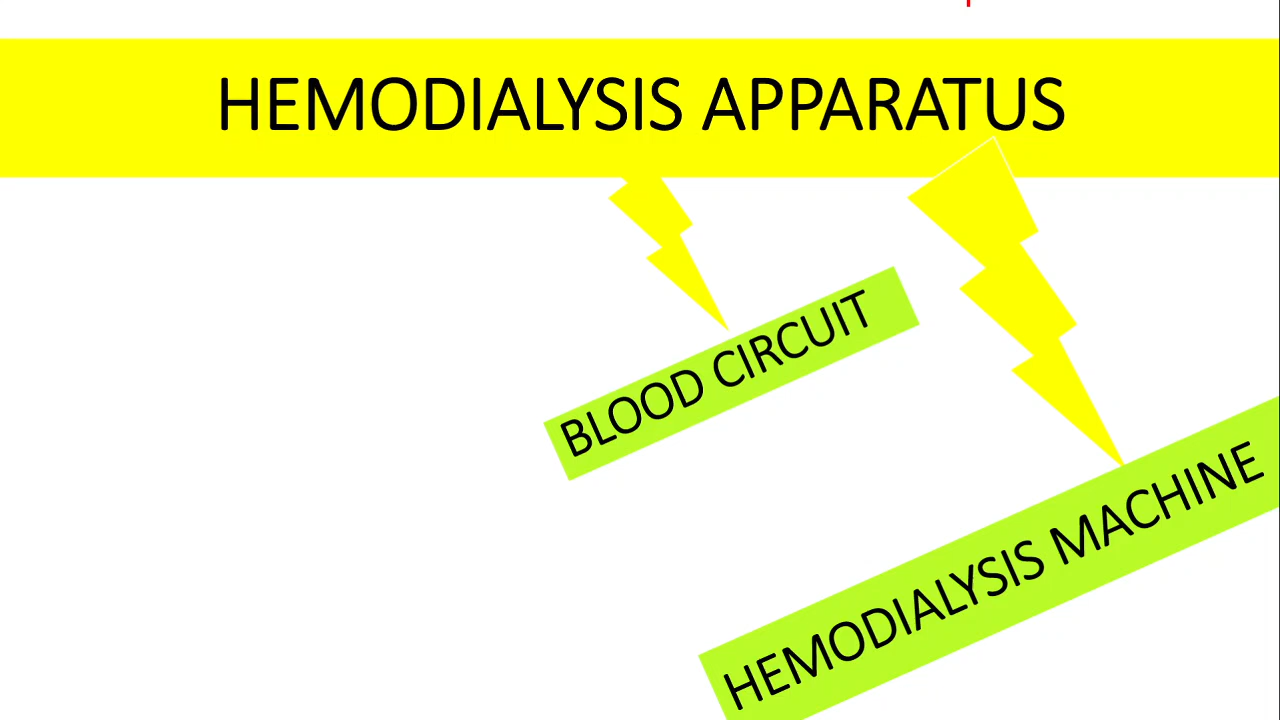 HEMODIALYSIS APPARATUS
BLOOD CIRCUIT
HEMODIALYSIS MACHINE